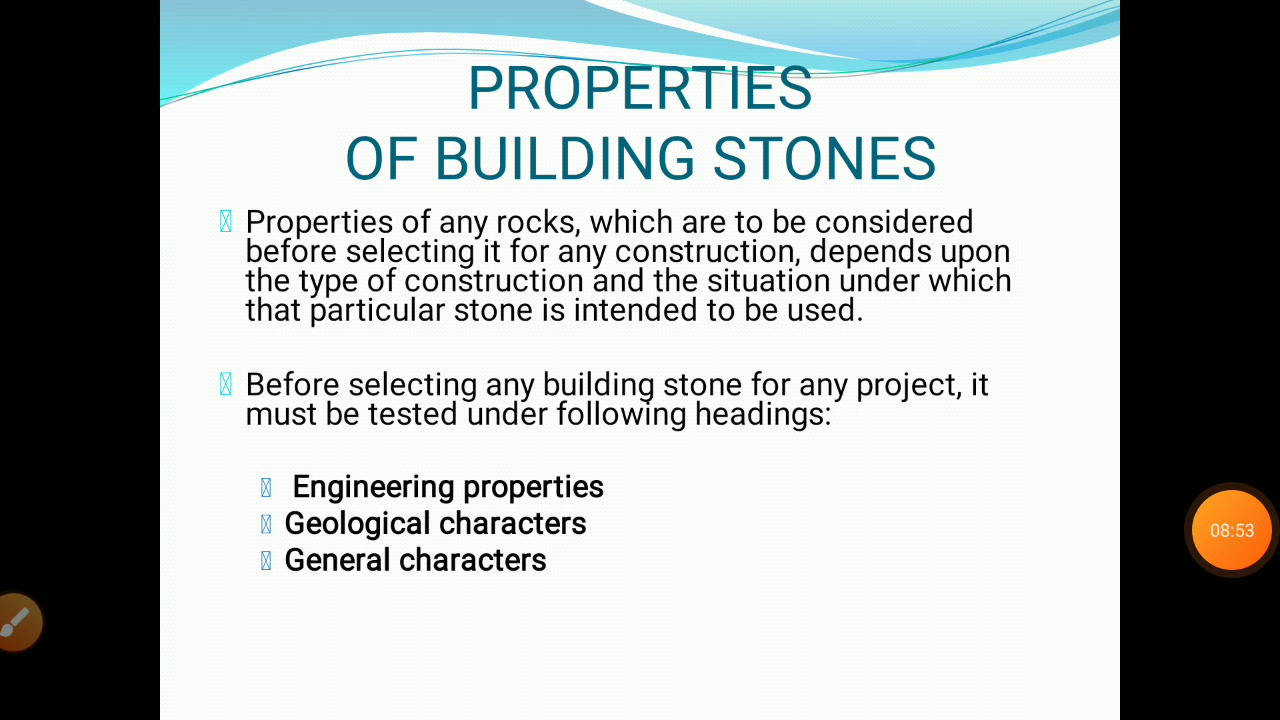 PROPERTIES
OF BUILDING STONES
Properties of any rocks, which are to be considered
before selecting it for any construction, depends upon
the type of construction and the situation under which
that particular stone is intended to be used.
Before selecting any building stone for any project, it
must be tested under following headings:
Engineering properties
Geological characters
General characters
08:53